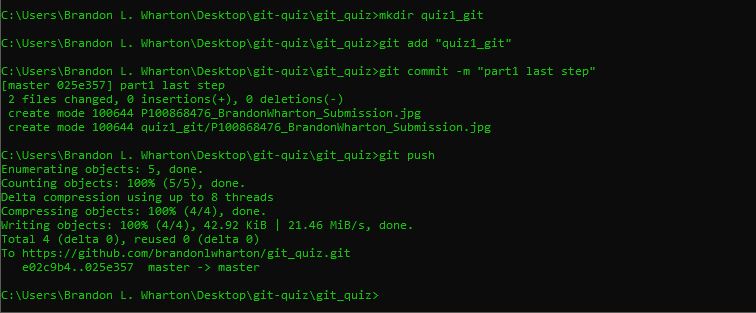 C:\Users\Brandon L. Wharton\Desktop\git-quiz\git_quiz>mkdir quiz1_git
C:\Users\Brandon L. Wharton\Desktop\git-quiz\git_quiz>git add "quiz1_git"
C:\Users\Brandon L. Wharton\Desktop\git-quiz\git_quiz>git commit -m "part1 last step"
[master 025e357] part1 last step
 2 files changed, 0 insertions(+), 0 deletions(-)
 create mode 100644 P100868476_BrandonWharton_Submission.jpg
 create mode 100644 quiz1_git/P100868476_BrandonWharton_Submission.jpg
C:\Users\Brandon L. Wharton\Desktop\git-quiz\git_quiz>git push
Enumerating objects: 5, done.
Counting objects: 100% (5/5), done.
Delta compression using up to 8 threads
Compressing objects: 100% (4/4), done.
Writing objects: 100% (4/4), 42.92 KiB | 21.46 MiB/s, done.
Total 4 (delta 0), reused 0 (delta 0)
To https://github.com/brandonlwharton/git_quiz.git
   e02c9b4..025e357  master -> master
C:\Users\Brandon L. Wharton\Desktop\git-quiz\git_quiz>